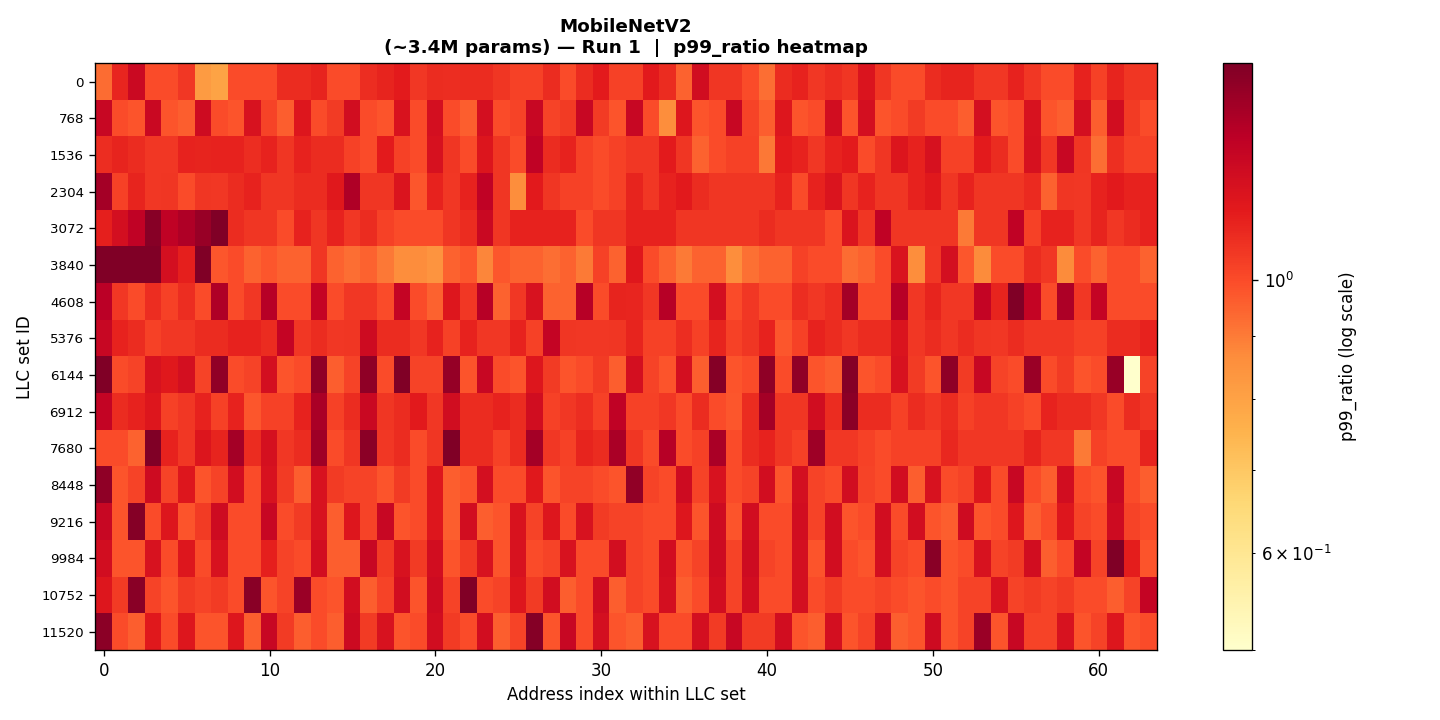 MobileNetV2
(~3.4M params) — Run 1 | p99_ratio heatmap
LLC set ID
0
768
1536
2304
3072
3840
4608
5376
6144
6912
7680
8448
9216
9984
10752
11520
0 10 20 30 40 50 60
Address index within LLC set
10⁰
6 × 10⁻¹
p99_ratio (log scale)